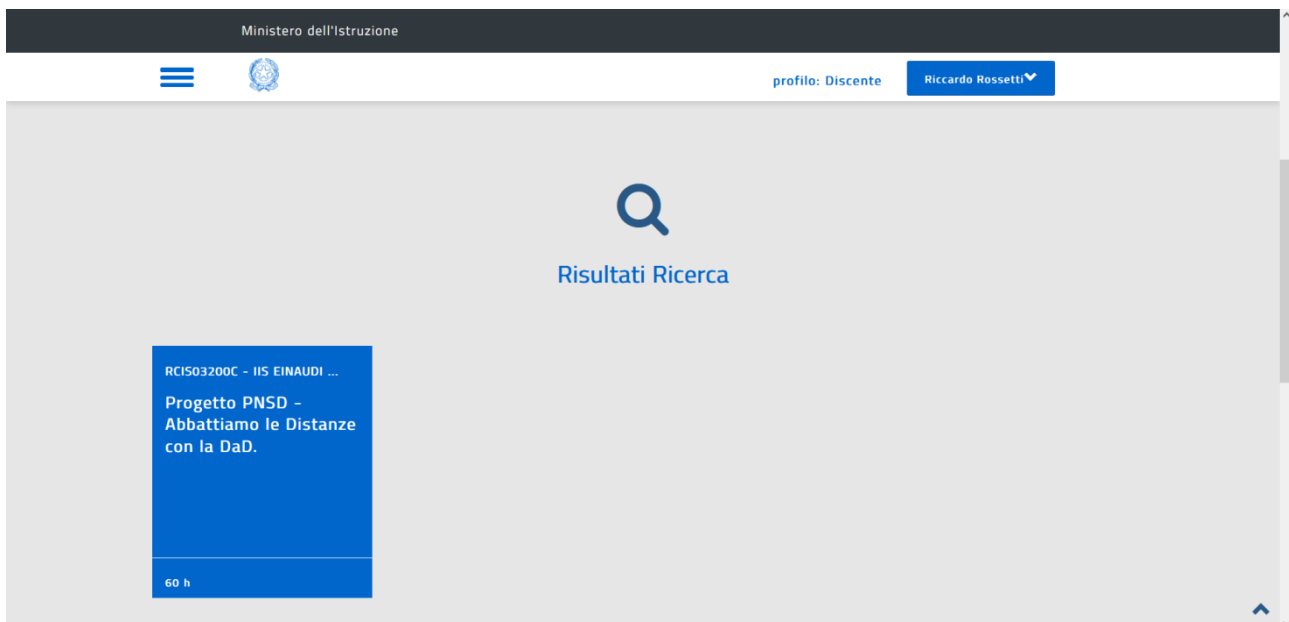 Ministero dell'Istruzione
profilo: Discente
Riccardo Rossetti
Risultati Ricerca
RCIS03200C - IIS EINAUDI ...
Progetto PNSD -
Abbattiamo le Distanze
con la DaD.
60 h